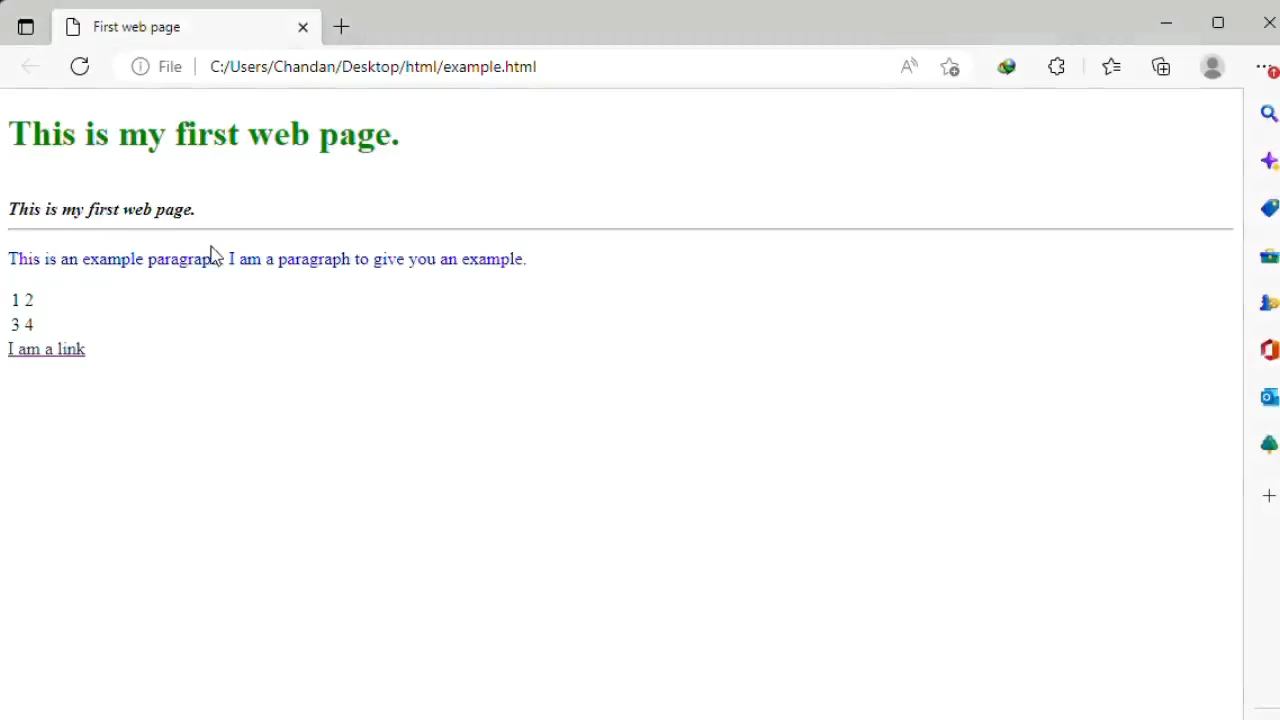 First web page
File C:/Users/Chandan/Desktop/html/example.html
This is my first web page.
This is my first web page.
This is an example paragraph. I am a paragraph to give you an example.
1 2
3 4
I am a link